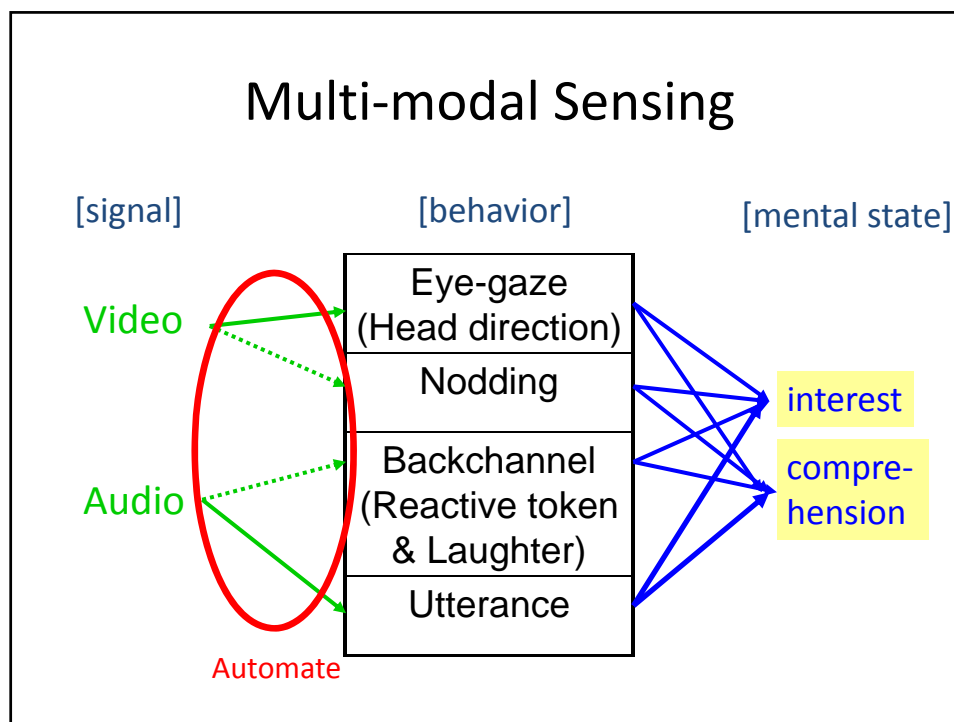 Multi-modal Sensing
[signal]
[behavior]
[mental state]
Video
Audio
Automate
Eye-gaze
(Head direction)
Nodding
Backchannel
(Reactive token
& Laughter)
Utterance
interest
compre-
hension